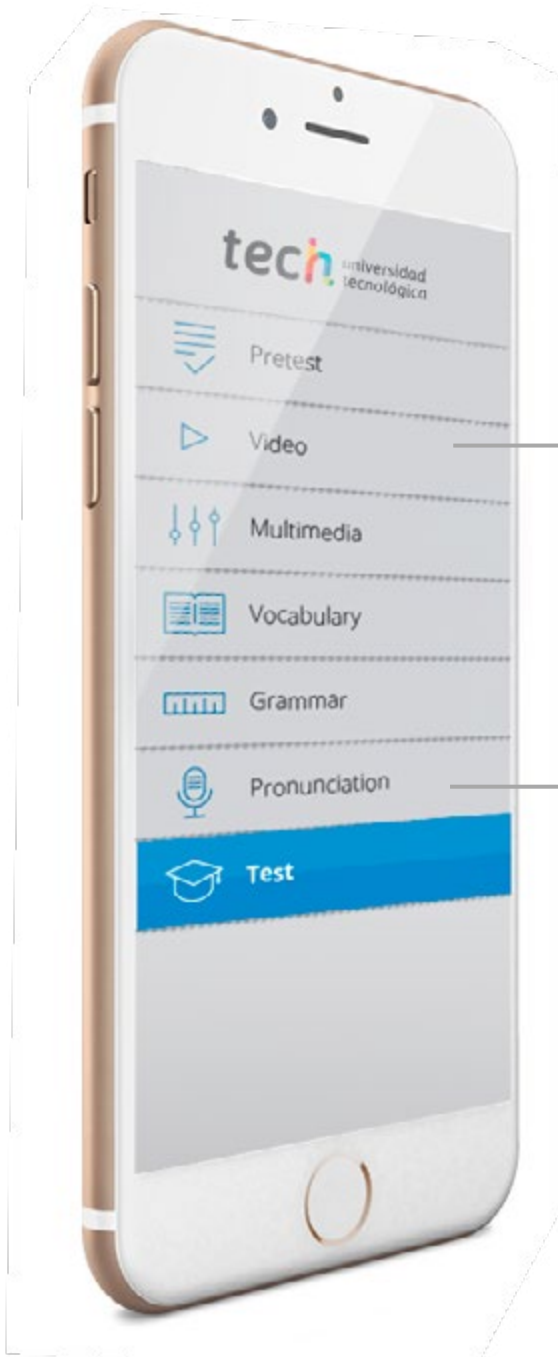 tech universidad
tecnológica
Pretest
Video
Multimedia
Vocabulary
Grammar
Pronunciation
Test